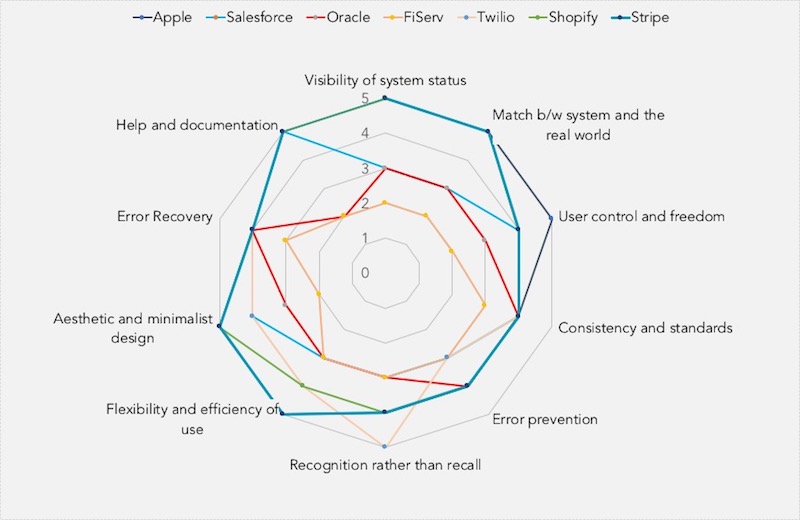 Apple Salesforce Oracle FiServ Twilio Shopify Stripe
Visibility of system status
5
Match b/w system and the
real world
Help and documentation
4
3
2
Error Recovery
User control and freedom
1
0
Aesthetic and minimalist
design
Consistency and standards
Flexibility and efficiency of
use
Error prevention
Recognition rather than recall